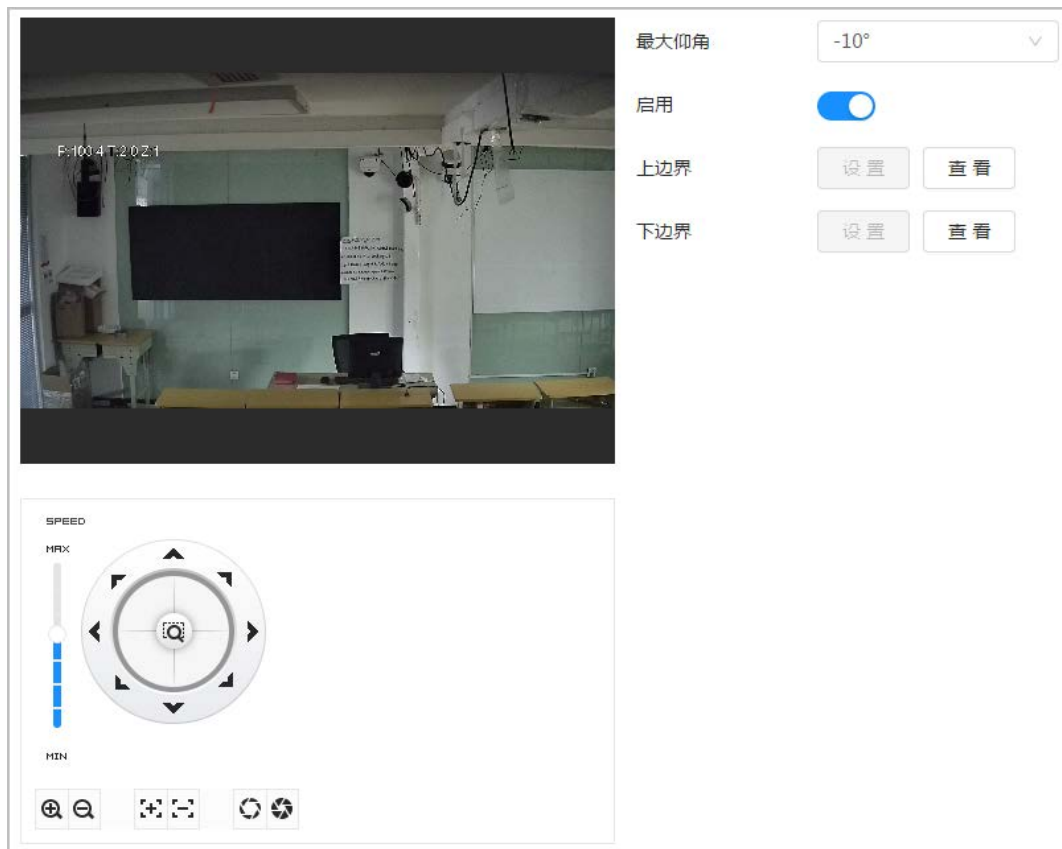 最大仰角
-10°
启用
上边界
设置
查看
下边界
设置
查看
P:100.4 T:2.0 Z:1
SPEED
MAX
MIN